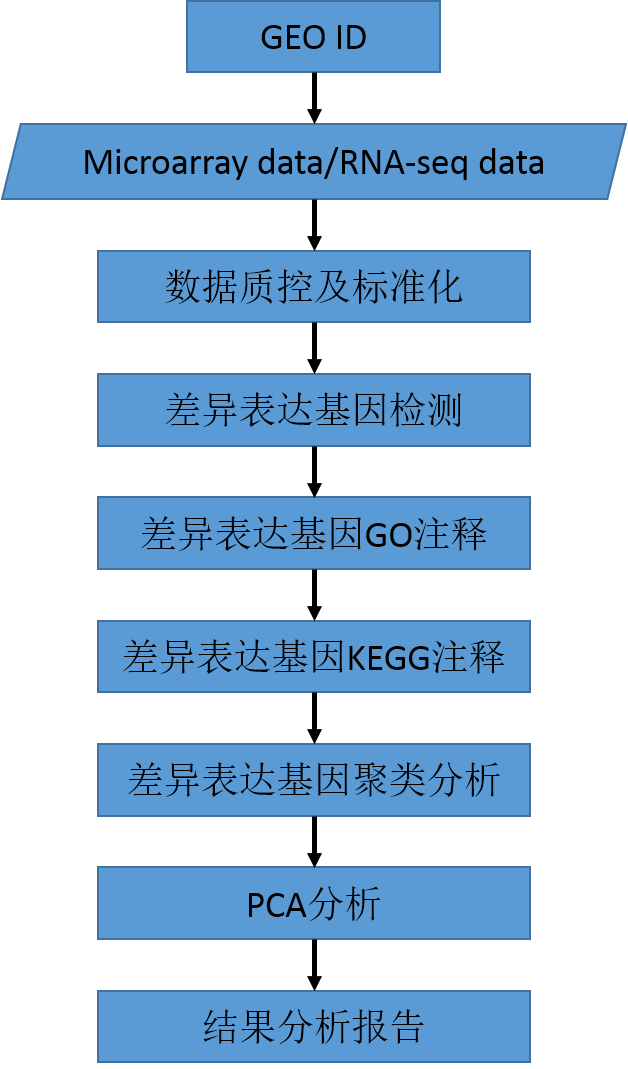 GEO ID
Microarray data/RNA-seq data
数据质控及标准化
差异表达基因检测
差异表达基因GO注释
差异表达基因KEGG注释
差异表达基因聚类分析
PCA分析
结果分析报告